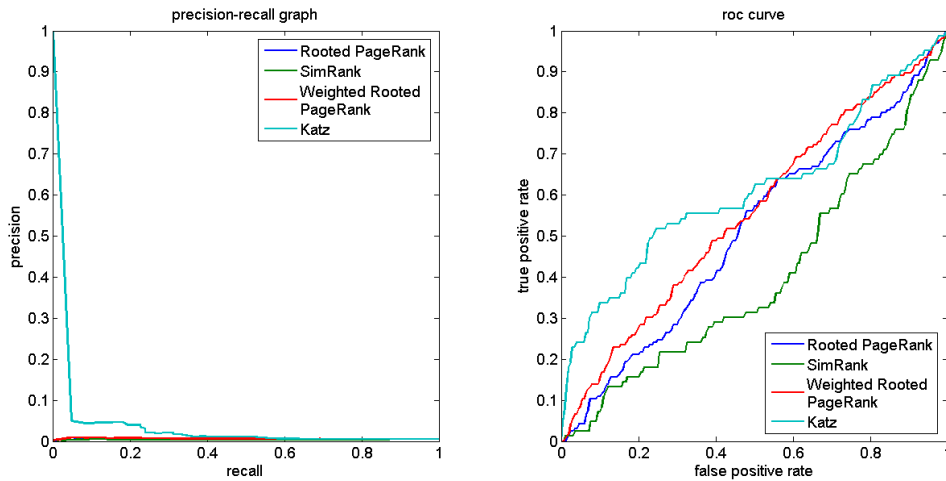 precision-recall graph
1
0.9
0.8
0.7
0.6
0.5
0.4
0.3
0.2
0.1
0
precision
0
0.2
0.4
0.6
0.8
1
recall
Rooted PageRank
SimRank
Weighted Rooted
PageRank
Katz
roc curve
1
0.9
0.8
0.7
0.6
0.5
0.4
0.3
0.2
0.1
0
true positive rate
0
0.2
0.4
0.6
0.8
1
false positive rate
Rooted PageRank
SimRank
Weighted Rooted
PageRank
Katz